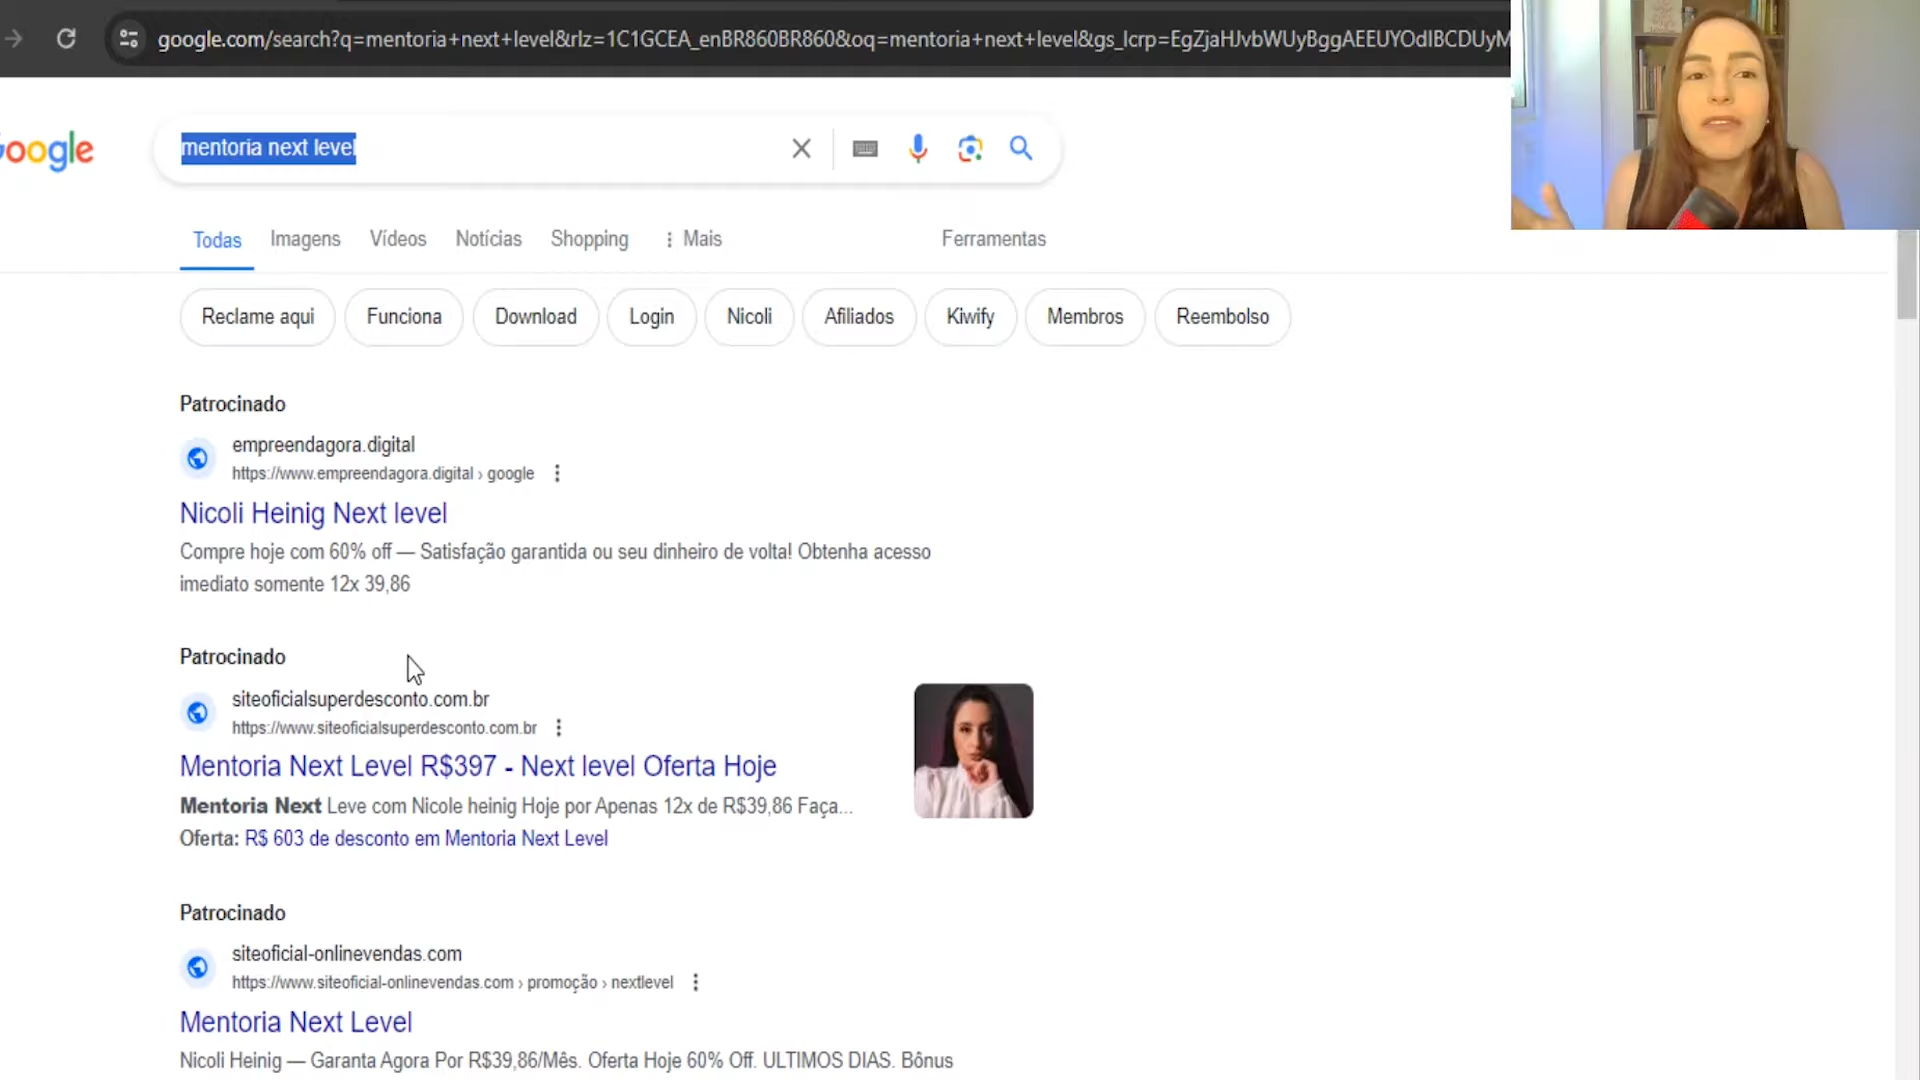 google.com/search?q=mentoria+next+level&rlz=1C1GCEA_enBR860BR860&oq=mentoria+next+level&gs_lcrp=EgZjaHJvbWUyBggAEEUYOdIBCDUyM
Google
mentoria next level
Todas Imagens Vídeos Notícias Shopping Mais Ferramentas
Reclame aqui Funciona Download Login Nicoli Afiliados Kiwify Membros Reembolso
Patrocinado
empreendagora.digital
https://www.empreendagora.digital › google
Nicoli Heinig Next level
Compre hoje com 60% off — Satisfação garantida ou seu dinheiro de volta! Obtenha acesso
imediato somente 12x 39,86
Patrocinado
siteoficialsuperdesconto.com.br
https://www.siteoficialsuperdesconto.com.br
Mentoria Next Level R$397 - Next level Oferta Hoje
Mentoria Next Leve com Nicole heinig Hoje por Apenas 12x de R$39,86 Faça...
Oferta: R$ 603 de desconto em Mentoria Next Level
Patrocinado
siteoficial-onlinevendas.com
https://www.siteoficial-onlinevendas.com › promoção › nextlevel
Mentoria Next Level
Nicoli Heinig — Garanta Agora Por R$39,86/Mês. Oferta Hoje 60% Off. ULTIMOS DIAS. Bônus